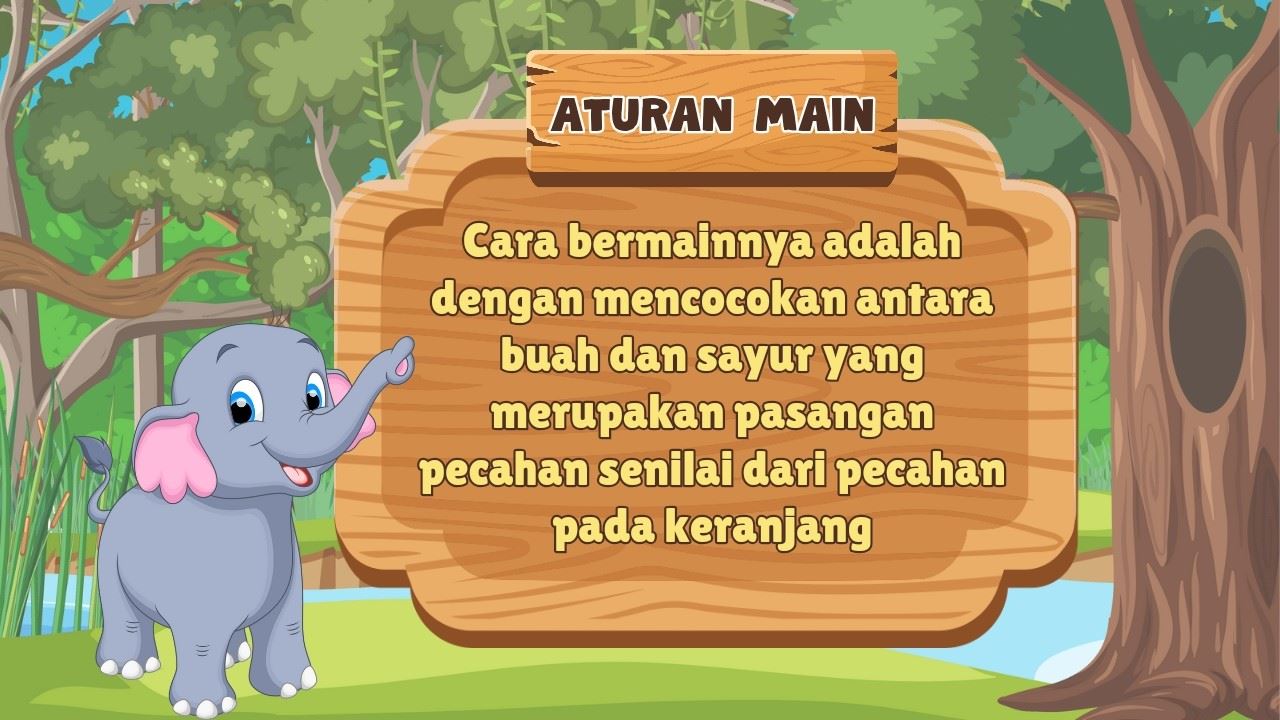 ATURAN MAIN
Cara bermainnya adalah
dengan mencocokan antara
buah dan sayur yang
merupakan pasangan
pecahan senilai dari pecahan
pada keranjang